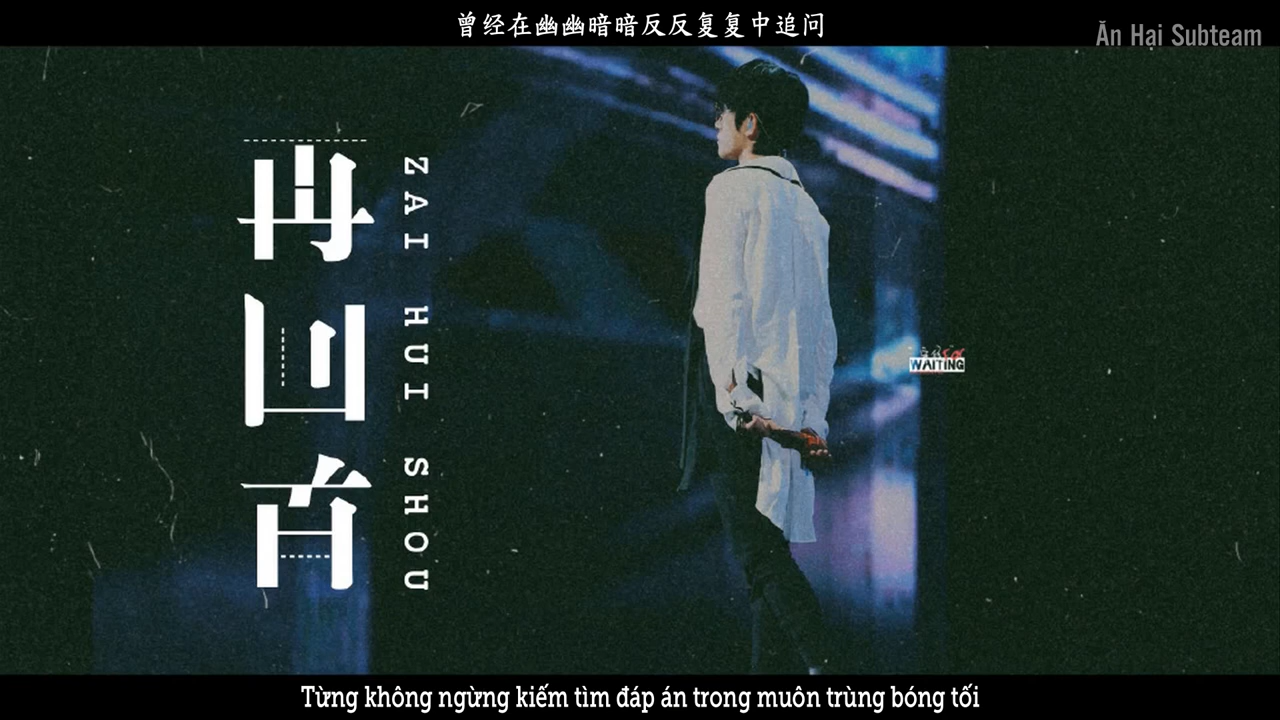 曾经在幽幽暗暗反反复复中追问
Ăn Hại Subteam
再回首
ZAI HUI SHOU
WAITING
Từng không ngừng kiếm tìm đáp án trong muôn trùng bóng tối